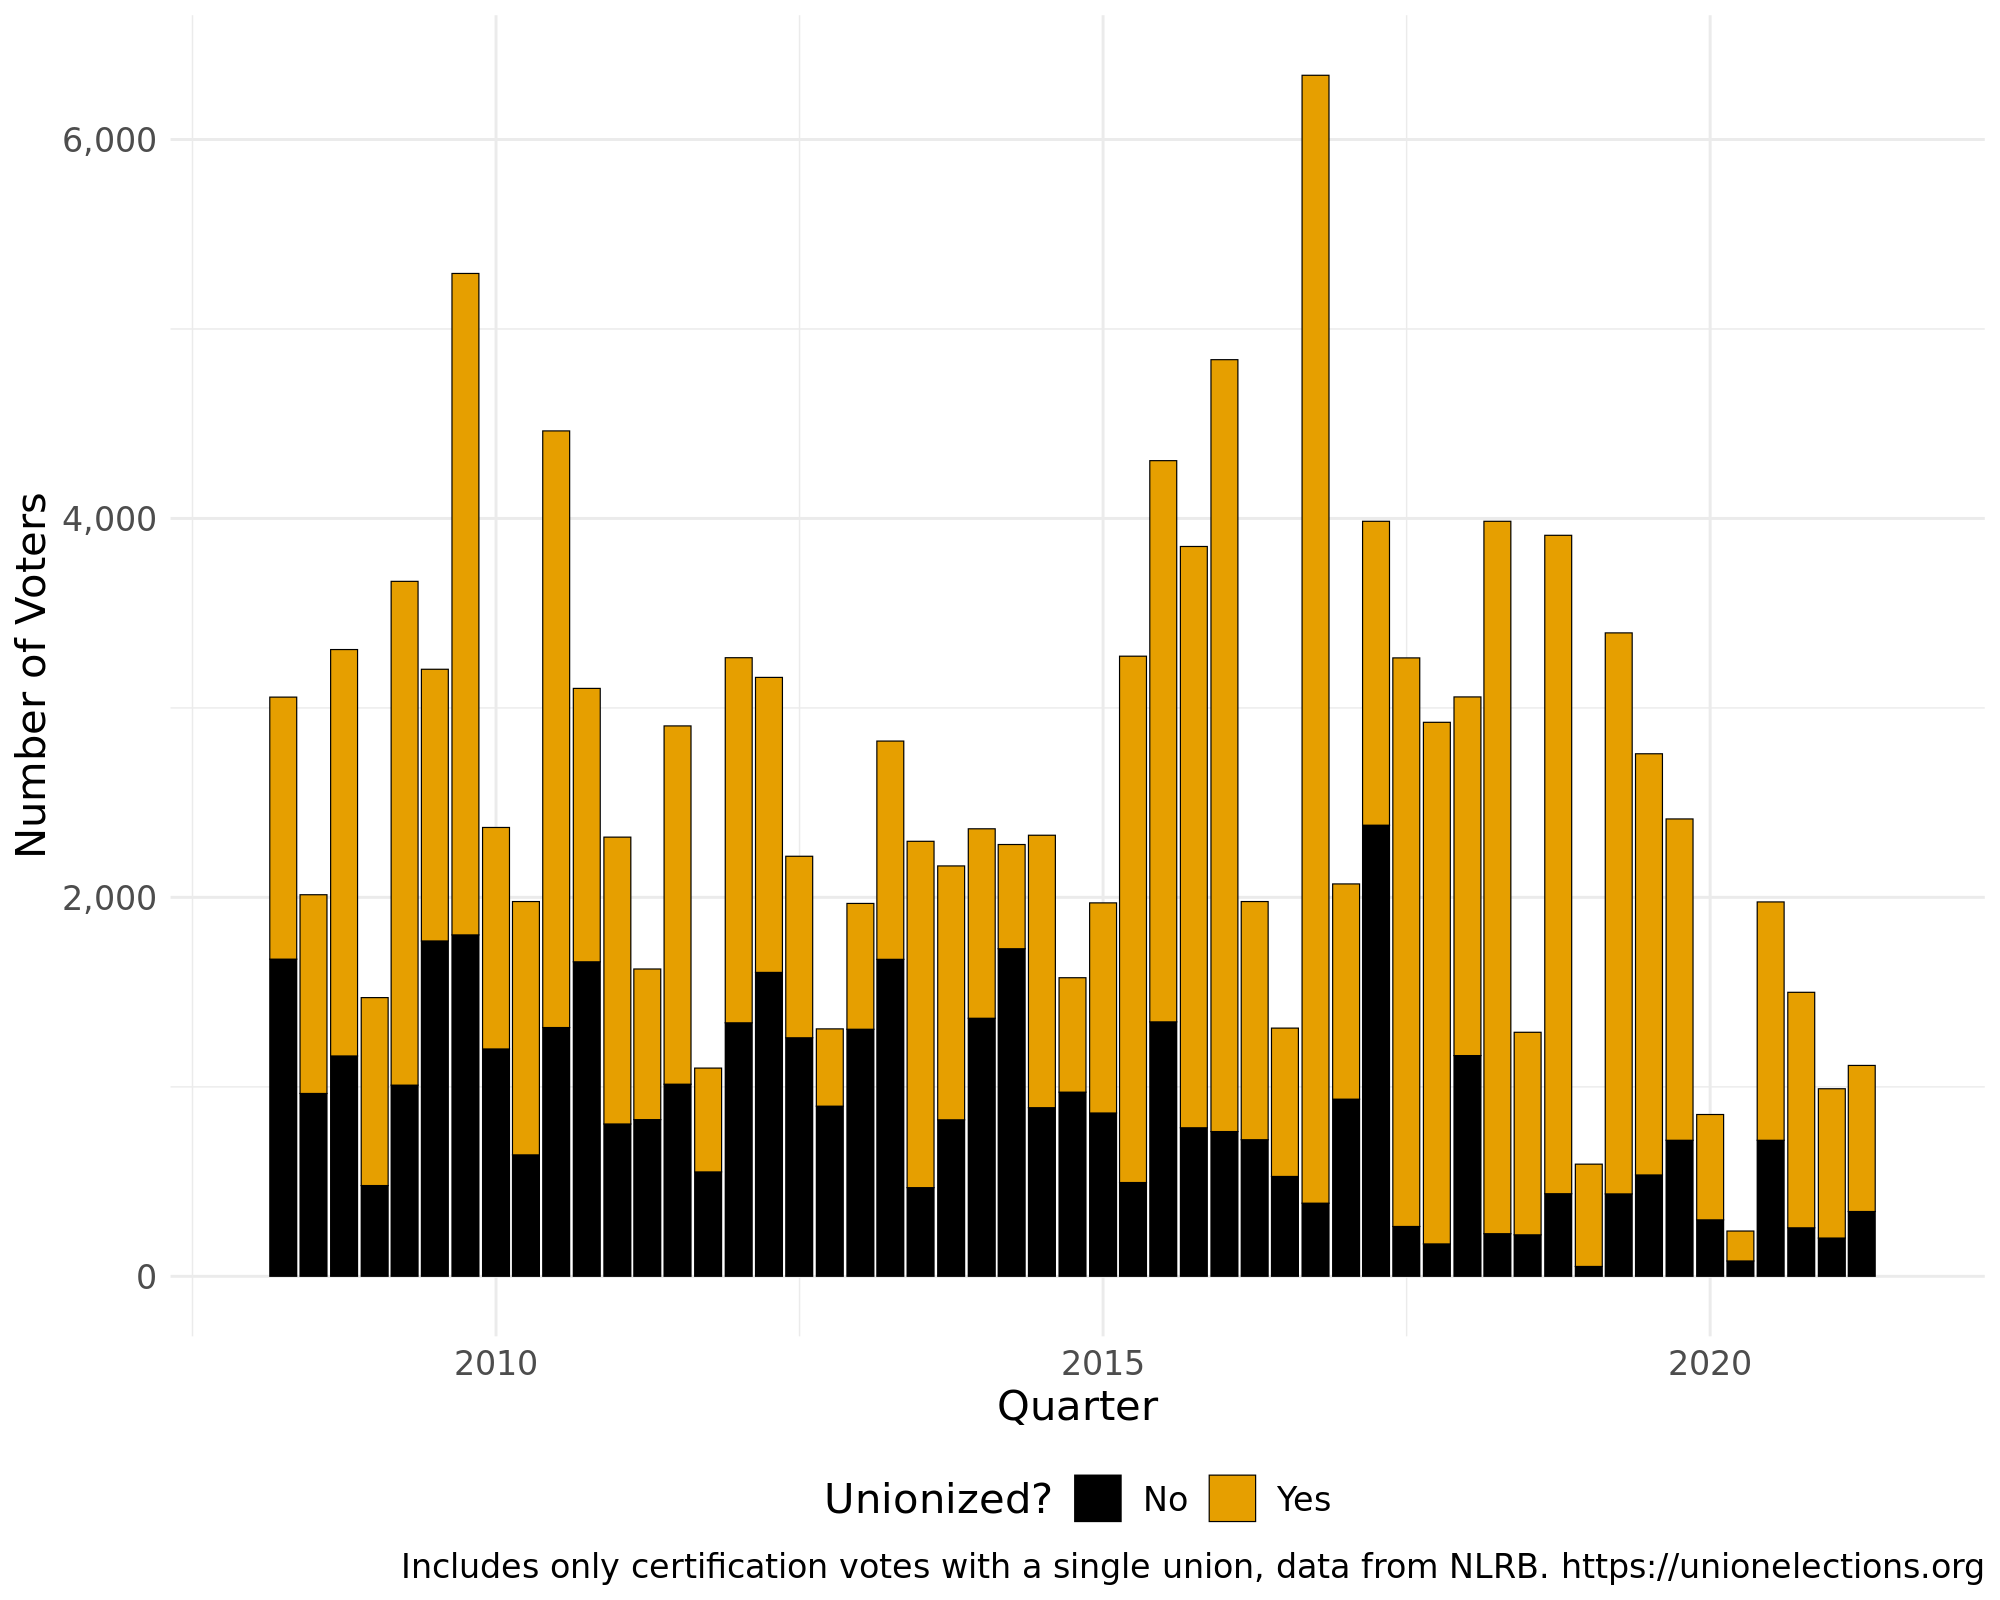 6,000
4,000
2,000
0
Number of Voters
2010 2015 2020
Quarter
Unionized? No Yes
Includes only certification votes with a single union, data from NLRB. https://unionelections.org